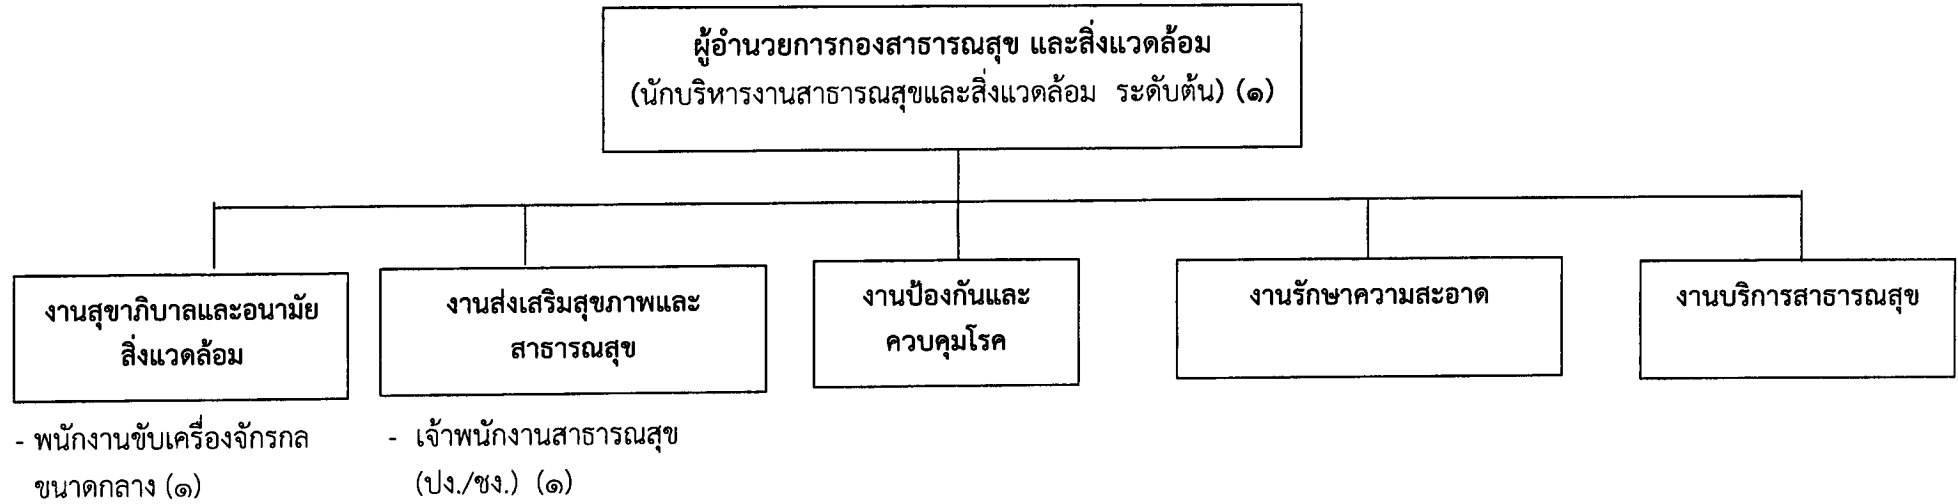 ผู้อำนวยการกองสาธารณสุข และสิ่งแวดล้อม
(นักบริหารงานสาธารณสุขและสิ่งแวดล้อม ระดับต้น) (๑)
งานสุขาภิบาลและอนามัย
สิ่งแวดล้อม
- พนักงานขับเครื่องจักรกล
ขนาดกลาง (๑)
งานส่งเสริมสุขภาพและ
สาธารณสุข
- เจ้าพนักงานสาธารณสุข
(ปง./ชง.) (๑)
งานป้องกันและ
ควบคุมโรค
งานรักษาความสะอาด
งานบริการสาธารณสุข